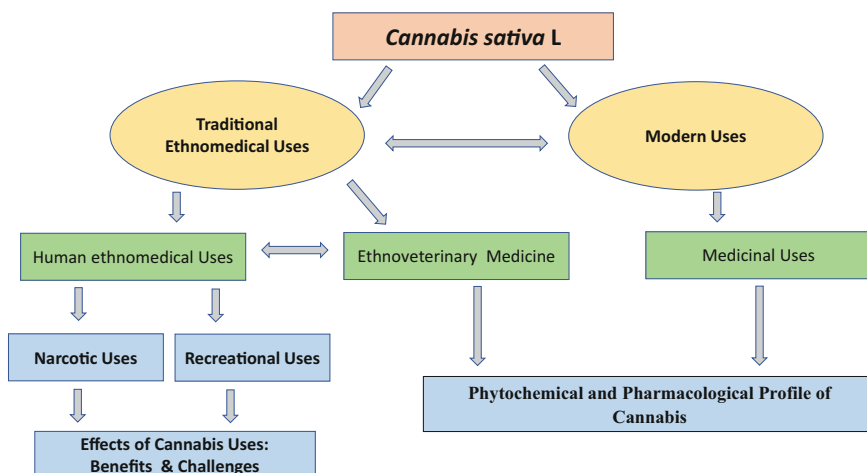 Cannabis sativa L
Traditional
Ethnomedical Uses
Modern Uses
Human ethnomedical Uses
Ethnoveterinary Medicine
Medicinal Uses
Narcotic Uses
Recreational Uses
Phytochemical and Pharmacological Profile of
Cannabis
Effects of Cannabis Uses:
Benefits & Challenges